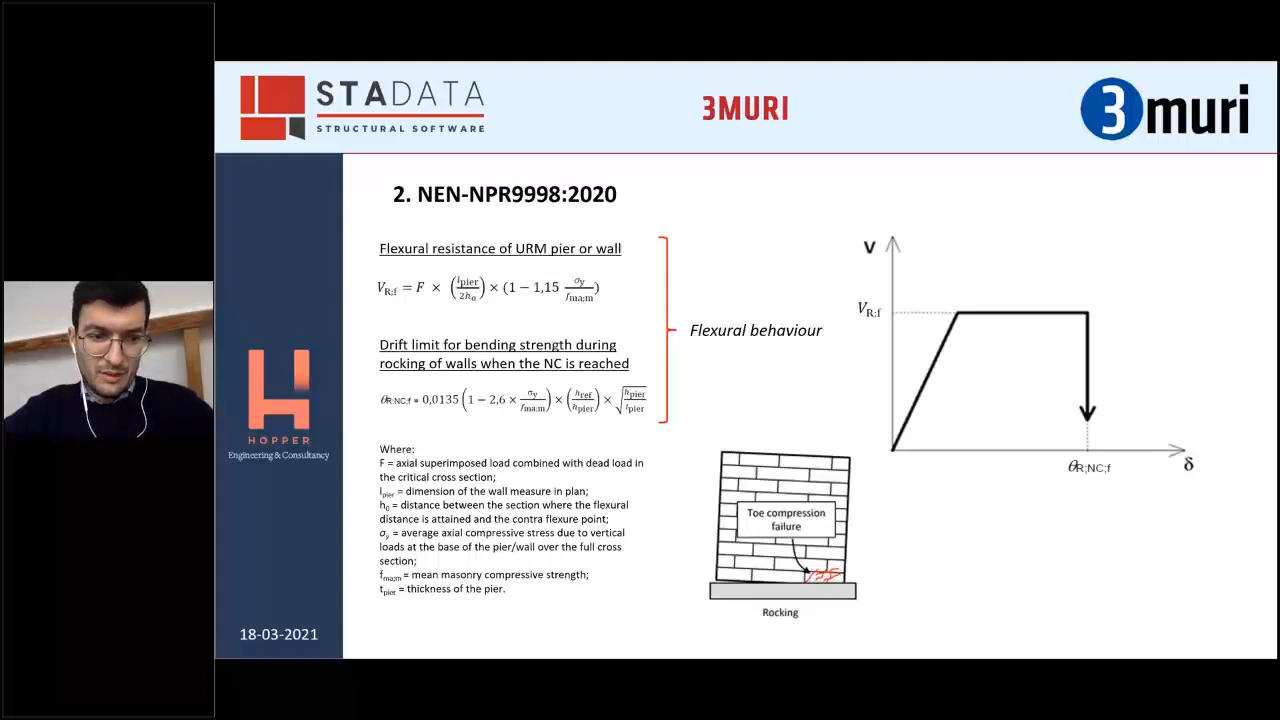 STADATA
STRUCTURAL SOFTWARE
3MURI
3muri
2. NEN-NPR9998:2020
Flexural resistance of URM pier or wall
V_R;f = F × (l_pier / 2h_0) × (1 − 1,15 σ_y / f_ma;m)
Drift limit for bending strength during
rocking of walls when the NC is reached
θ_R;NC;f = 0,0135 (1 − 2,6 × σ_y / f_ma;m) × (h_ref / h_pier) × √(h_pier / l_pier)
Flexural behaviour
Where:
F = axial superimposed load combined with dead load in
the critical cross section;
l_pier = dimension of the wall measure in plan;
h_0 = distance between the section where the flexural
distance is attained and the contra flexure point;
σ_y = average axial compressive stress due to vertical
loads at the base of the pier/wall over the full cross
section;
f_ma;m = mean masonry compressive strength;
t_pier = thickness of the pier.
V
V_R;f
θ_R;NC;f
δ
Toe compression
failure
Rocking
HOPPER
Engineering & Consultancy
18-03-2021